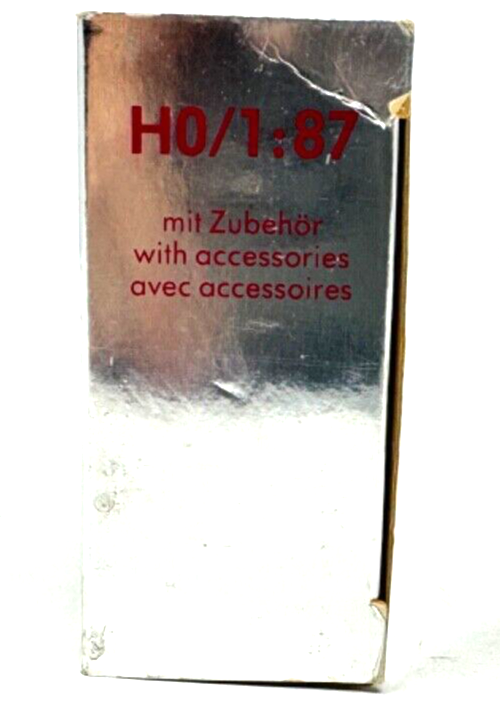 H0/1:87
mit Zubehör
with accessories
avec accessoires